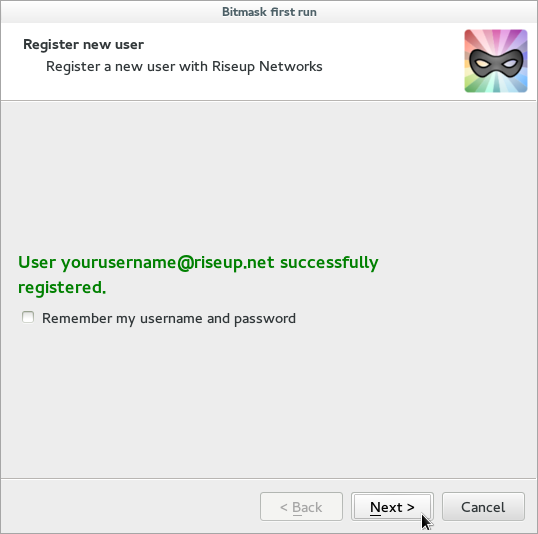 Bitmask first run
Register new user
Register a new user with Riseup Networks
User yourusername@riseup.net successfully
registered.
Remember my username and password
< Back
Next >
Cancel